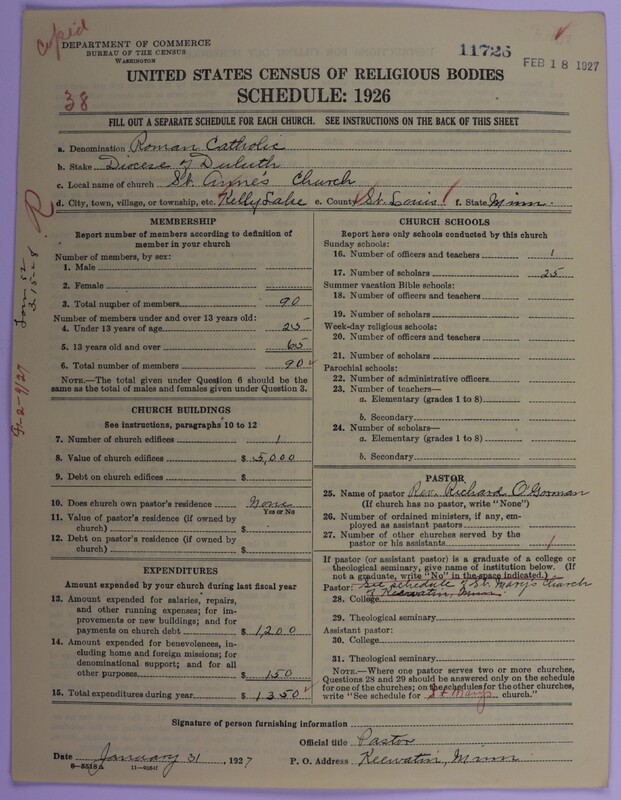 Copied
DEPARTMENT OF COMMERCE
BUREAU OF THE CENSUS
WASHINGTON
11726
FEB 18 1927
UNITED STATES CENSUS OF RELIGIOUS BODIES
38
SCHEDULE: 1926
FILL OUT A SEPARATE SCHEDULE FOR EACH CHURCH. SEE INSTRUCTIONS ON THE BACK OF THIS SHEET
a. Denomination Roman Catholic
b. Stake Diocese of Duluth
c. Local name of church St. Anne's Church
d. City, town, village, or township, etc. Kelly Lake e. County St. Louis f. State Minn.
R
3-15-28
MEMBERSHIP
Report number of members according to definition of
member in your church
Number of members, by sex:
1. Male
2. Female
3. Total number of members 90
Number of members under and over 13 years old:
4. Under 13 years of age 25
5. 13 years old and over 65
6. Total number of members 90
NOTE.—The total given under Question 6 should be the
same as the total of males and females given under Question 3.
CHURCH BUILDINGS
See instructions, paragraphs 10 to 12
7. Number of church edifices 1
8. Value of church edifices $ 5,000
9. Debt on church edifices $
10. Does church own pastor's residence None
Yes or No
11. Value of pastor's residence (if owned by
church) $
12. Debt on pastor's residence (if owned by
church) $
EXPENDITURES
Amount expended by your church during last fiscal year
13. Amount expended for salaries, repairs,
and other running expenses; for im-
provements or new buildings; and for
payments on church debt $ 1,200
14. Amount expended for benevolences, in-
cluding home and foreign missions; for
denominational support; and for all
other purposes $ 150
15. Total expenditures during year $ 1350
CHURCH SCHOOLS
Report here only schools conducted by this church
Sunday schools:
16. Number of officers and teachers 1
17. Number of scholars 25
Summer vacation Bible schools:
18. Number of officers and teachers
19. Number of scholars
Week-day religious schools:
20. Number of officers and teachers
21. Number of scholars
Parochial schools:
22. Number of administrative officers
23. Number of teachers—
a. Elementary (grades 1 to 8)
b. Secondary
24. Number of scholars—
a. Elementary (grades 1 to 8)
b. Secondary
PASTOR
25. Name of pastor Rev. Richard O'Gorman
(If church has no pastor, write "None")
26. Number of ordained ministers, if any, em-
ployed as assistant pastors
27. Number of other churches served by the
pastor or his assistants 1
If pastor (or assistant pastor) is a graduate of a college or
theological seminary, give name of institution below. (If
not a graduate, write "No" in the space indicated.)
Pastor: See schedule of St. Mary's Church
28. College of Keewatin, Minn
29. Theological seminary
Assistant pastor:
30. College
31. Theological seminary
NOTE.—Where one pastor serves two or more churches,
Questions 28 and 29 should be answered only on the schedule
for one of the churches; on the schedules for the other churches,
write "See schedule for St Mary's church."
Signature of person furnishing information
Official title Pastor
Date January 31, 1927 P. O. Address Keewatin, Minn
8—5518A 11—9864f